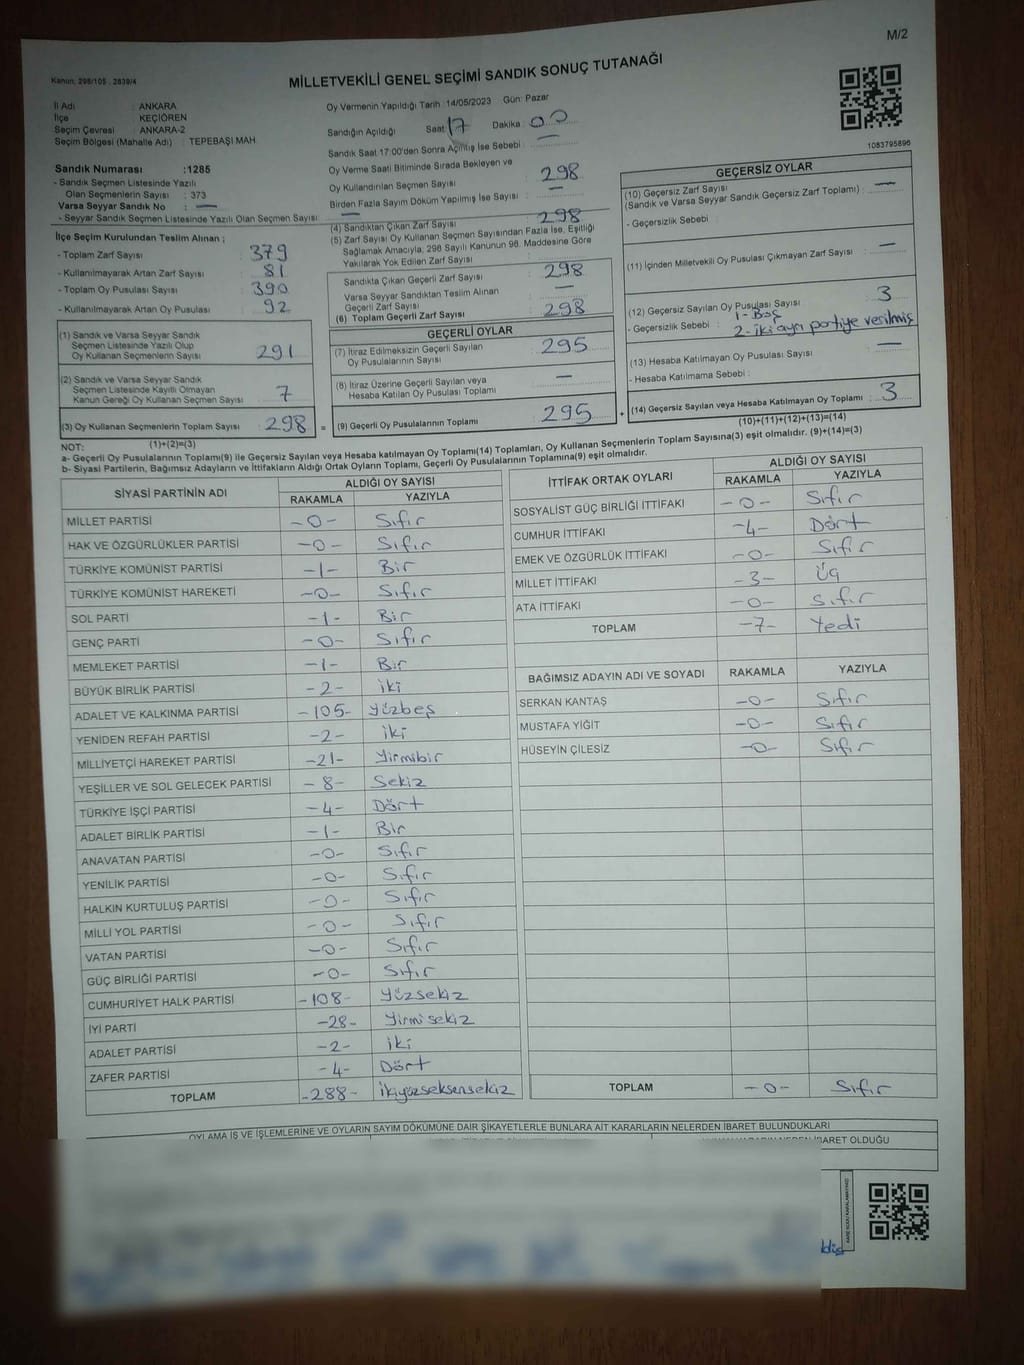 M/2
Kanun, 298/105 , 2839/4
MİLLETVEKİLİ GENEL SEÇİMİ SANDIK SONUÇ TUTANAĞI
İl Adı : ANKARA
İlçe : KEÇİÖREN
Seçim Çevresi : ANKARA-2
Seçim Bölgesi (Mahalle Adı) : TEPEBAŞI MAH
Sandık Numarası :1285
- Sandık Seçmen Listesinde Yazılı
Olan Seçmenlerin Sayısı : 373
Varsa Seyyar Sandık No : —
- Seyyar Sandık Seçmen Listesinde Yazılı Olan Seçmen Sayısı : —
Oy Vermenin Yapıldığı Tarih :14/05/2023 Gün: Pazar
Sandığın Açıldığı Saat : 17 Dakika : 00
Sandık Saat 17:00'den Sonra Açılmış İse Sebebi : —
Oy Verme Saati Bitiminde Sırada Bekleyen ve
Oy Kullandırılan Seçmen Sayısı : 298
Birden Fazla Sayım Döküm Yapılmış İse Sayısı : —
1083795896
İlçe Seçim Kurulundan Teslim Alınan ;
- Toplam Zarf Sayısı : 379
- Kullanılmayarak Artan Zarf Sayısı : 81
- Toplam Oy Pusulası Sayısı : 390
- Kullanılmayarak Artan Oy Pusulası : 92
(1) Sandık ve Varsa Seyyar Sandık
Seçmen Listesinde Yazılı Olup
Oy Kullanan Seçmenlerin Sayısı : 291
(2) Sandık ve Varsa Seyyar Sandık
Seçmen Listesinde Kayıtlı Olmayan
Kanun Gereği Oy Kullanan Seçmen Sayısı : 7
(3) Oy Kullanan Seçmenlerin Toplam Sayısı : 298 =
(1)+(2)=(3)
(4) Sandıktan Çıkan Zarf Sayısı : 298
(5) Zarf Sayısı Oy Kullanan Seçmen Sayısından Fazla İse, Eşitliği
Sağlamak Amacıyla, 298 Sayılı Kanunun 98. Maddesine Göre
Yakılarak Yok Edilen Zarf Sayısı : —
Sandıkta Çıkan Geçerli Zarf Sayısı : 298
Varsa Seyyar Sandıktan Teslim Alınan
Geçerli Zarf Sayısı : —
(6) Toplam Geçerli Zarf Sayısı : 298
GEÇERLİ OYLAR
(7) İtiraz Edilmeksizin Geçerli Sayılan
Oy Pusulalarının Sayısı : 295
(8) İtiraz Üzerine Geçerli Sayılan veya
Hesaba Katılan Oy Pusulası Toplamı : —
(9) Geçerli Oy Pusulalarının Toplamı : 295 +
GEÇERSİZ OYLAR
(10) Geçersiz Zarf Sayısı : —
(Sandık ve Varsa Seyyar Sandık Geçersiz Zarf Toplamı)
- Geçersizlik Sebebi :
(11) İçinden Milletvekili Oy Pusulası Çıkmayan Zarf Sayısı : —
(12) Geçersiz Sayılan Oy Pusulası Sayısı : 3
- Geçersizlik Sebebi : 1- Boş
2- iki ayrı partiye verilmiş
(13) Hesaba Katılmayan Oy Pusulası Sayısı : —
- Hesaba Katılmama Sebebi :
(14) Geçersiz Sayılan veya Hesaba Katılmayan Oy Toplamı : 3
(10)+(11)+(12)+(13)=(14)
NOT:
a- Geçerli Oy Pusulalarının Toplamı(9) ile Geçersiz Sayılan veya Hesaba katılmayan Oy Toplamı(14) Toplamları, Oy Kullanan Seçmenlerin Toplam Sayısına(3) eşit olmalıdır. (9)+(14)=(3)
b- Siyasi Partilerin, Bağımsız Adayların ve İttifakların Aldığı Ortak Oyların Toplamı, Geçerli Oy Pusulalarının Toplamına(9) eşit olmalıdır.
SİYASİ PARTİNİN ADI ALDIĞI OY SAYISI
RAKAMLA YAZIYLA
MİLLET PARTİSİ -0- Sıfır
HAK VE ÖZGÜRLÜKLER PARTİSİ -0- Sıfır
TÜRKİYE KOMÜNİST PARTİSİ -1- Bir
TÜRKİYE KOMÜNİST HAREKETİ -0- Sıfır
SOL PARTİ -1- Bir
GENÇ PARTİ -0- Sıfır
MEMLEKET PARTİSİ -1- Bir
BÜYÜK BİRLİK PARTİSİ -2- iki
ADALET VE KALKINMA PARTİSİ -105- Yüzbeş
YENİDEN REFAH PARTİSİ -2- iki
MİLLİYETÇİ HAREKET PARTİSİ -21- Yirmibir
YEŞİLLER VE SOL GELECEK PARTİSİ -8- Sekiz
TÜRKİYE İŞÇİ PARTİSİ -4- Dört
ADALET BİRLİK PARTİSİ -1- Bir
ANAVATAN PARTİSİ -0- Sıfır
YENİLİK PARTİSİ -0- Sıfır
HALKIN KURTULUŞ PARTİSİ -0- Sıfır
MİLLİ YOL PARTİSİ -0- Sıfır
VATAN PARTİSİ -0- Sıfır
GÜÇ BİRLİĞİ PARTİSİ -0- Sıfır
CUMHURİYET HALK PARTİSİ -108- Yüzsekiz
İYİ PARTİ -28- Yirmisekiz
ADALET PARTİSİ -2- iki
ZAFER PARTİSİ -4- Dört
TOPLAM -288- ikiyüzseksensekiz
İTTİFAK ORTAK OYLARI ALDIĞI OY SAYISI
RAKAMLA YAZIYLA
SOSYALİST GÜÇ BİRLİĞİ İTTİFAKI -0- Sıfır
CUMHUR İTTİFAKI -4- Dört
EMEK VE ÖZGÜRLÜK İTTİFAKI -0- Sıfır
MİLLET İTTİFAKI -3- Üç
ATA İTTİFAKI -0- Sıfır
TOPLAM -7- Yedi
BAĞIMSIZ ADAYIN ADI VE SOYADI RAKAMLA YAZIYLA
SERKAN KANTAŞ -0- Sıfır
MUSTAFA YİĞİT -0- Sıfır
HÜSEYİN ÇİLESİZ -0- Sıfır
TOPLAM -0- Sıfır
OYLAMA İŞ VE İŞLEMLERİNE VE OYLARIN SAYIM DÖKÜMÜNE DAİR ŞİKAYETLERLE BUNLARA AİT KARARLARIN NELERDEN İBARET BULUNDUKLARI
İBARET OLDUĞU